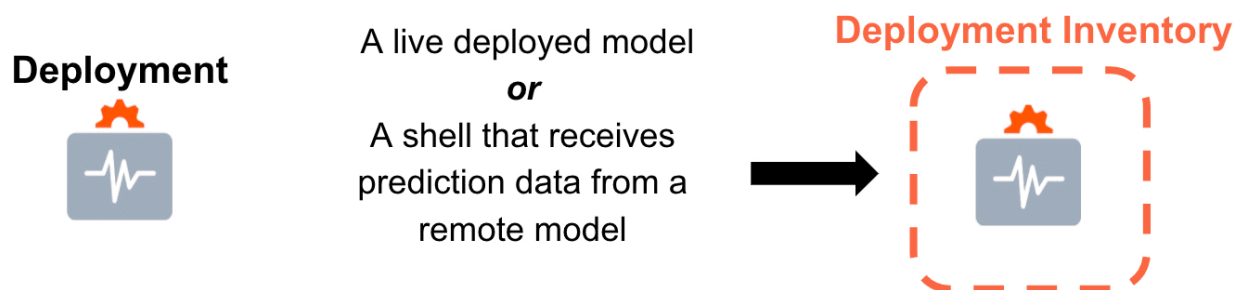 Deployment
A live deployed model
or
A shell that receives
prediction data from a
remote model
Deployment Inventory